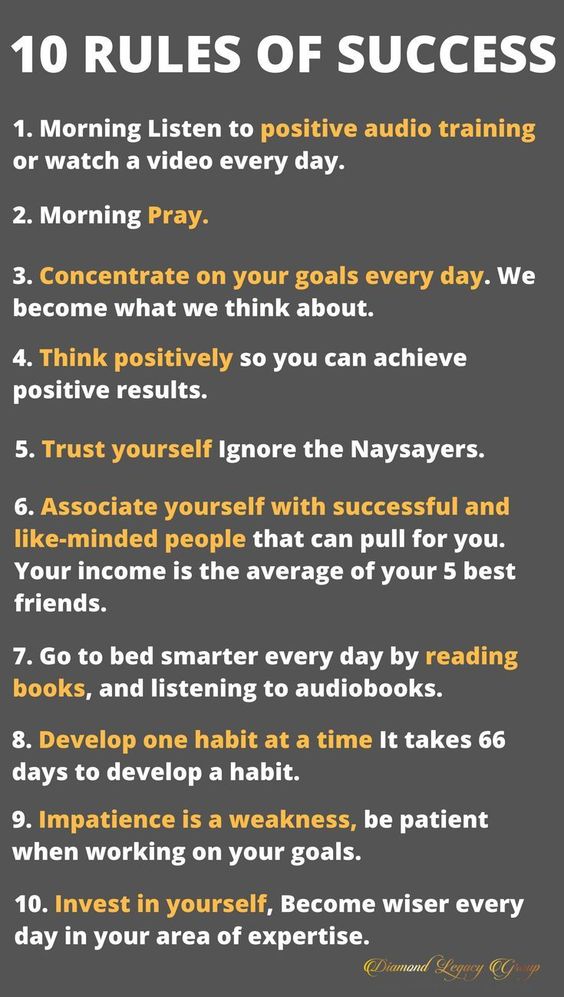 10 RULES OF SUCCESS
1. Morning Listen to positive audio training
or watch a video every day.
2. Morning Pray.
3. Concentrate on your goals every day. We
become what we think about.
4. Think positively so you can achieve
positive results.
5. Trust yourself Ignore the Naysayers.
6. Associate yourself with successful and
like-minded people that can pull for you.
Your income is the average of your 5 best
friends.
7. Go to bed smarter every day by reading
books, and listening to audiobooks.
8. Develop one habit at a time It takes 66
days to develop a habit.
9. Impatience is a weakness, be patient
when working on your goals.
10. Invest in yourself, Become wiser every
day in your area of expertise.
Diamond Legacy Group